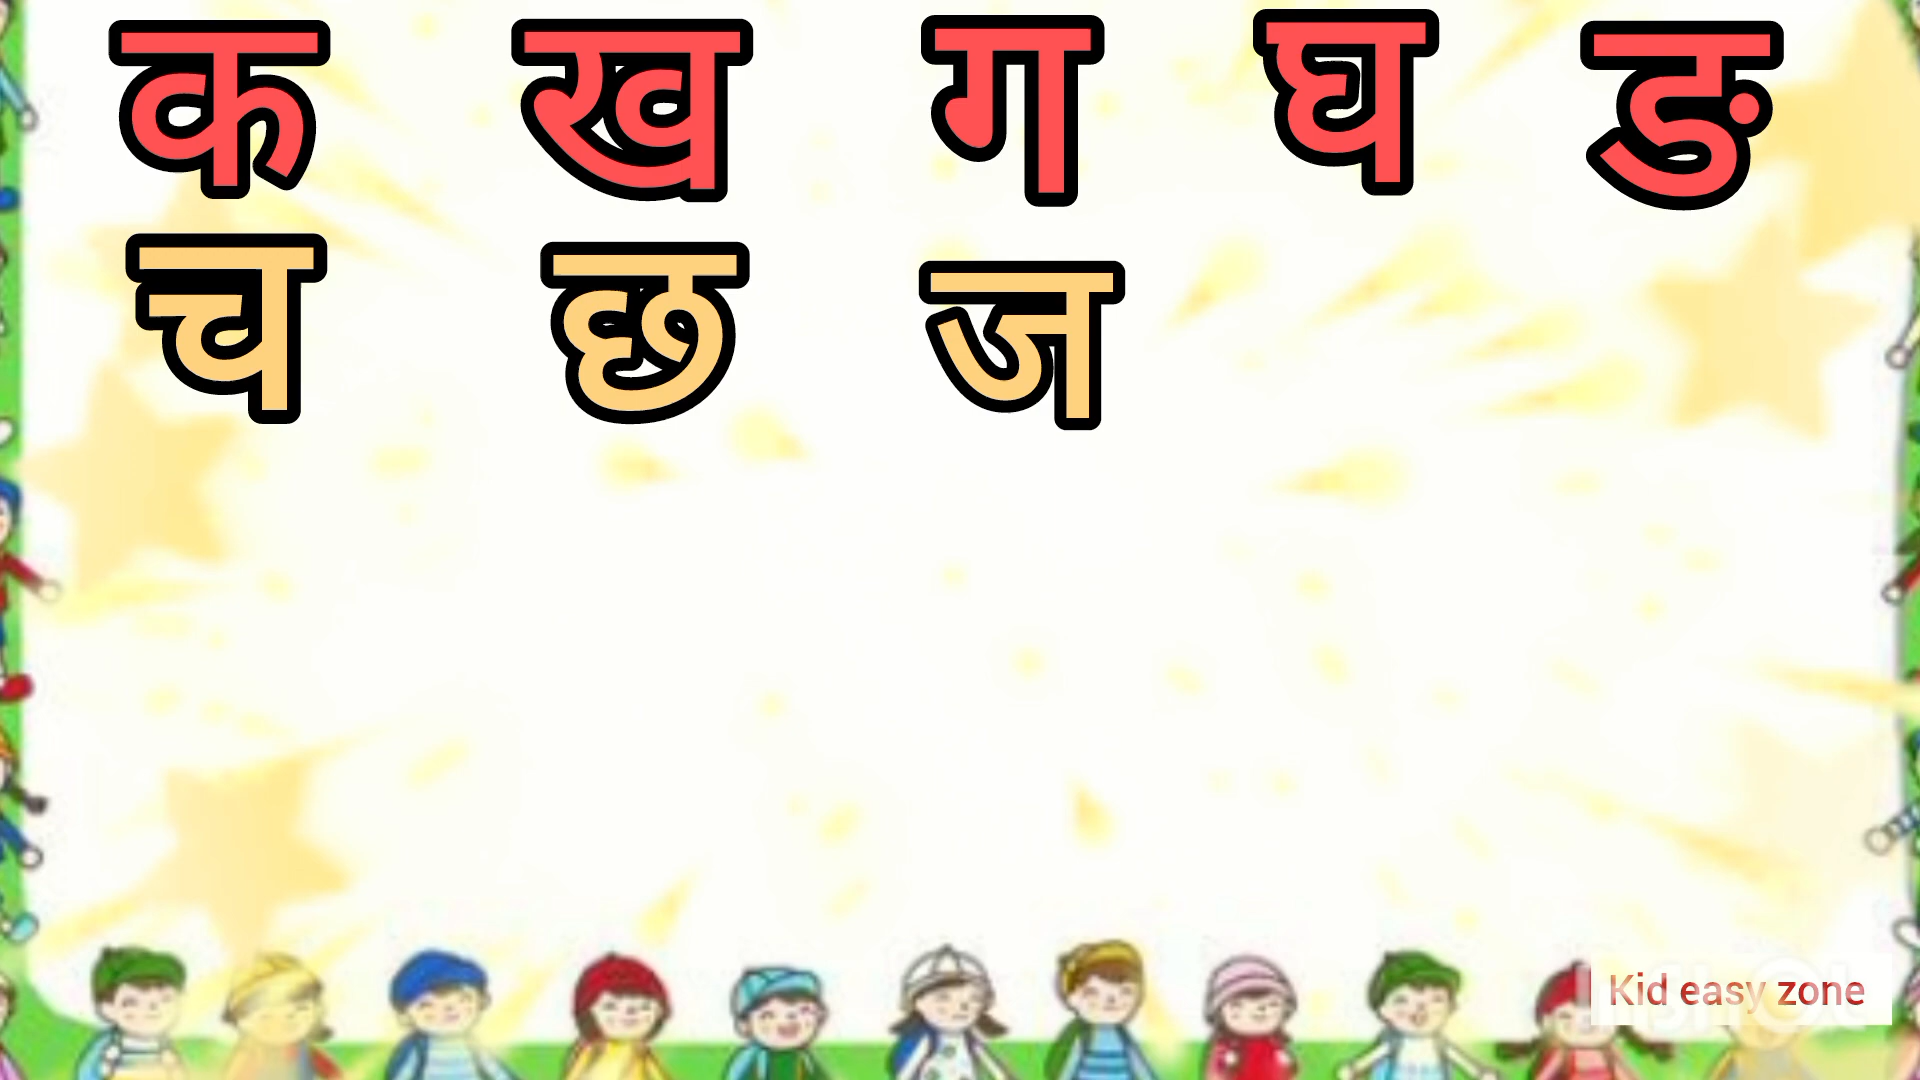 क ख ग घ ङ
च छ ज
Kid easy zone